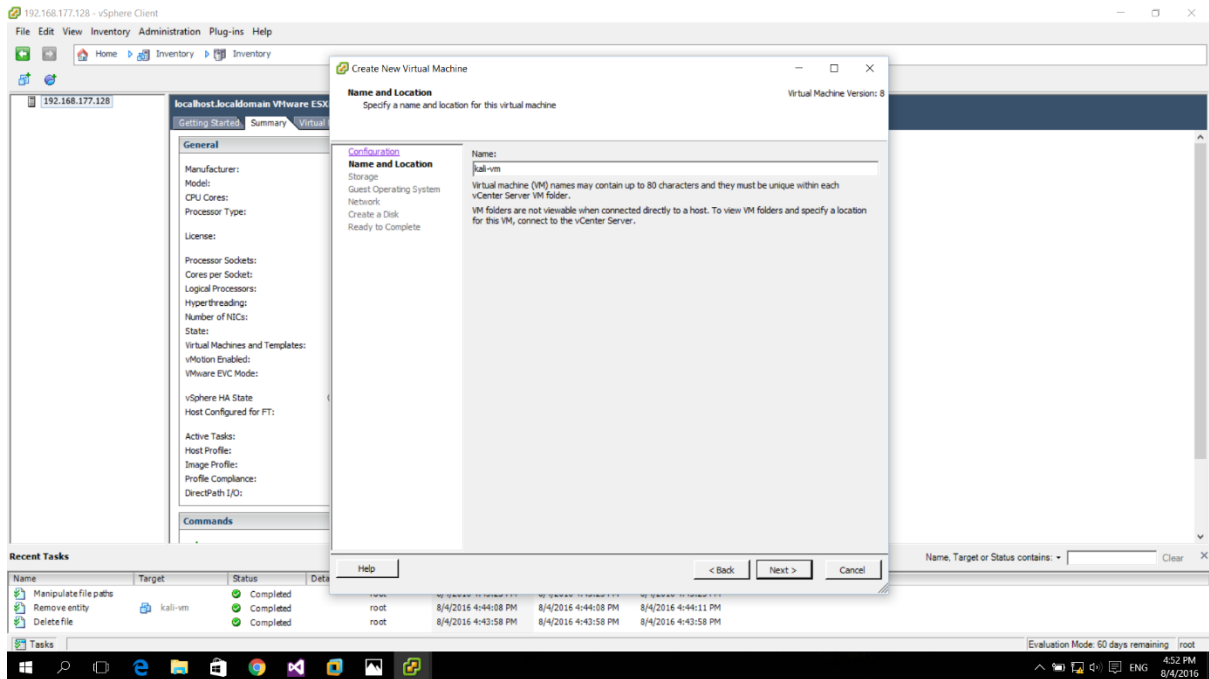 192.168.177.128 - vSphere Client
File Edit View Inventory Administration Plug-ins Help
Home Inventory Inventory
192.168.177.128
localhost.localdomain VMware ESX
Getting Started Summary Virtual
General
Manufacturer:
Model:
CPU Cores:
Processor Type:
License:
Processor Sockets:
Cores per Socket:
Logical Processors:
Hyperthreading:
Number of NICs:
State:
Virtual Machines and Templates:
vMotion Enabled:
VMware EVC Mode:
vSphere HA State
Host Configured for FT:
Active Tasks:
Host Profile:
Image Profile:
Profile Compliance:
DirectPath I/O:
Commands
Create New Virtual Machine
Name and Location
Specify a name and location for this virtual machine
Virtual Machine Version: 8
Configuration
Name and Location
Storage
Guest Operating System
Network
Create a Disk
Ready to Complete
Name:
kali-vm
Virtual machine (VM) names may contain up to 80 characters and they must be unique within each
vCenter Server VM folder.
VM folders are not viewable when connected directly to a host. To view VM folders and specify a location
for this VM, connect to the vCenter Server.
Help < Back Next > Cancel
Recent Tasks
Name, Target or Status contains: Clear
Name Target Status Deta
Manipulate file paths Completed
Remove entity kali-vm Completed root 8/4/2016 4:44:08 PM 8/4/2016 4:44:08 PM 8/4/2016 4:44:11 PM
Delete file Completed root 8/4/2016 4:43:58 PM 8/4/2016 4:43:58 PM 8/4/2016 4:43:58 PM
Tasks
Evaluation Mode: 60 days remaining root
ENG
4:52 PM
8/4/2016